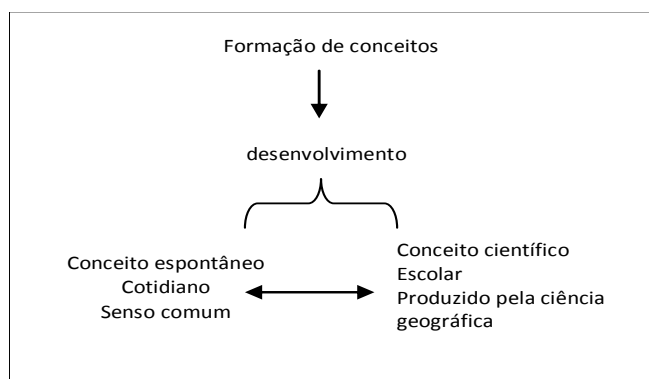 Formação de conceitos
desenvolvimento
Conceito espontâneo
Cotidiano
Senso comum
Conceito científico
Escolar
Produzido pela ciência
geográfica